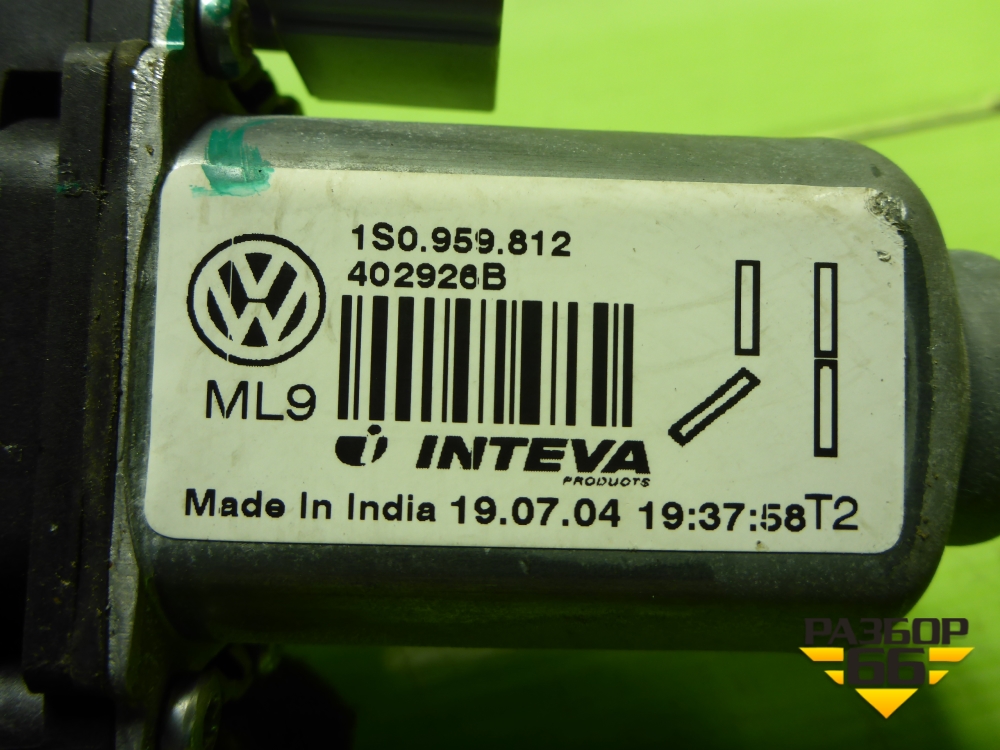 1S0.959.812
402926B
ML9
INTEVA
PRODUCTS
Made In India 19.07.04 19:37:58T2
РАЗБОР
66